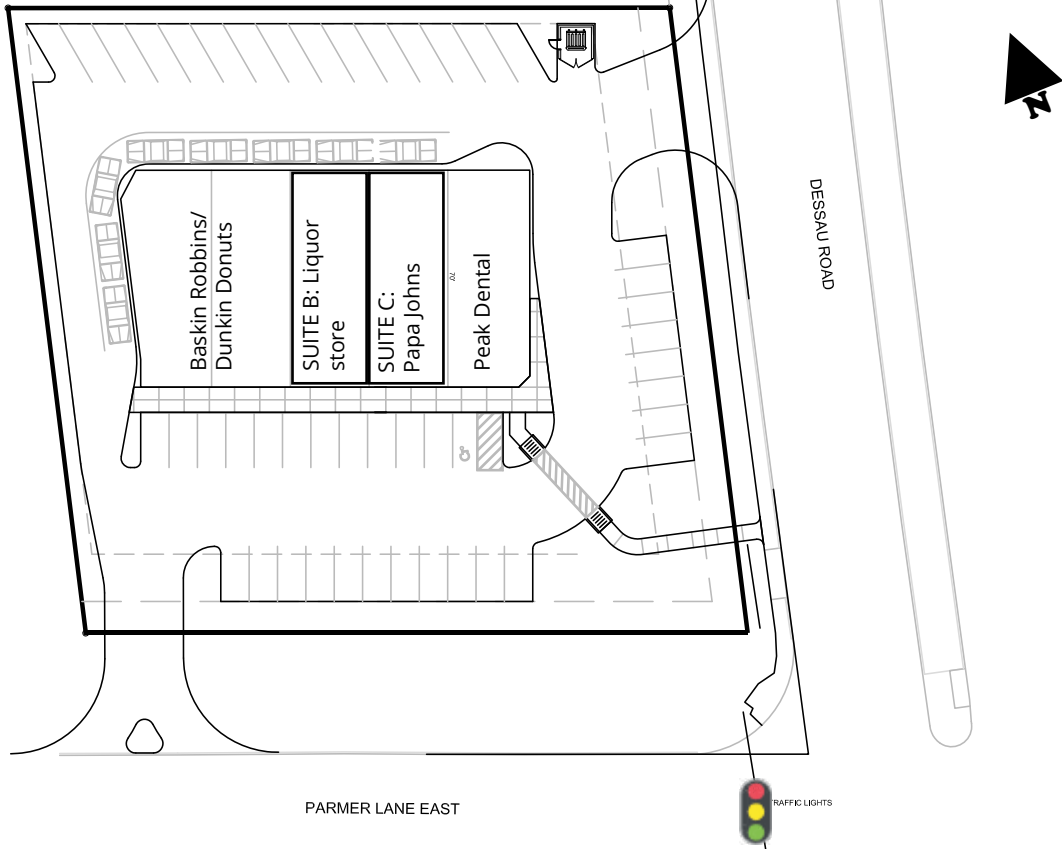 Baskin Robbins/
Dunkin Donuts
SUITE B: Liquor
store
SUITE C:
Papa Johns
70'
Peak Dental
DESSAU ROAD
N
PARMER LANE EAST
TRAFFIC LIGHTS